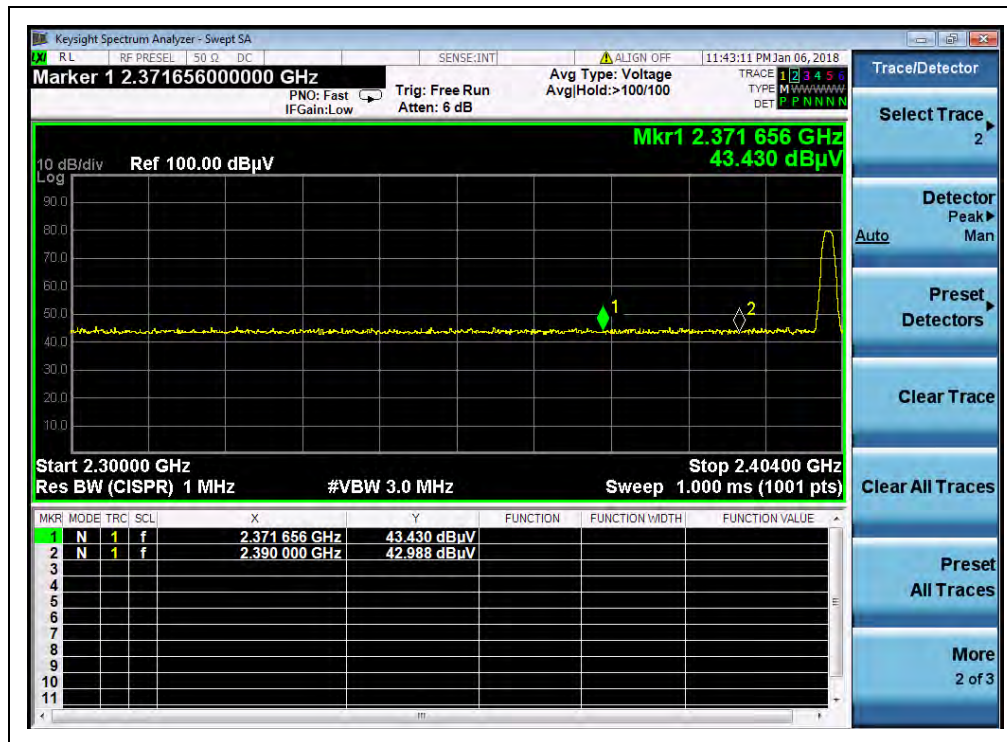 Keysight Spectrum Analyzer - Swept SA
LXI RL RF PRESEL 50 Ω DC SENSE:INT ALIGN OFF 11:43:11 PM Jan 06, 2018
Marker 1 2.371656000000 GHz
PNO: Fast
IFGain:Low
Trig: Free Run
Atten: 6 dB
Avg Type: Voltage
Avg|Hold:>100/100
TRACE 1 2 3 4 5 6
TYPE M W W W W W
DET P P N N N N
Mkr1 2.371 656 GHz
43.430 dBµV
10 dB/div Ref 100.00 dBµV
Log
90.0
80.0
70.0
60.0
50.0
40.0
30.0
20.0
10.0
1
2
Start 2.30000 GHz Stop 2.40400 GHz
Res BW (CISPR) 1 MHz #VBW 3.0 MHz Sweep 1.000 ms (1001 pts)
MKR MODE TRC SCL X Y FUNCTION FUNCTION WIDTH FUNCTION VALUE
1 N 1 f 2.371 656 GHz 43.430 dBµV
2 N 1 f 2.390 000 GHz 42.988 dBµV
3
4
5
6
7
8
9
10
11
Trace/Detector
Select Trace
2
Detector
Peak
Auto Man
Preset
Detectors
Clear Trace
Clear All Traces
Preset
All Traces
More
2 of 3